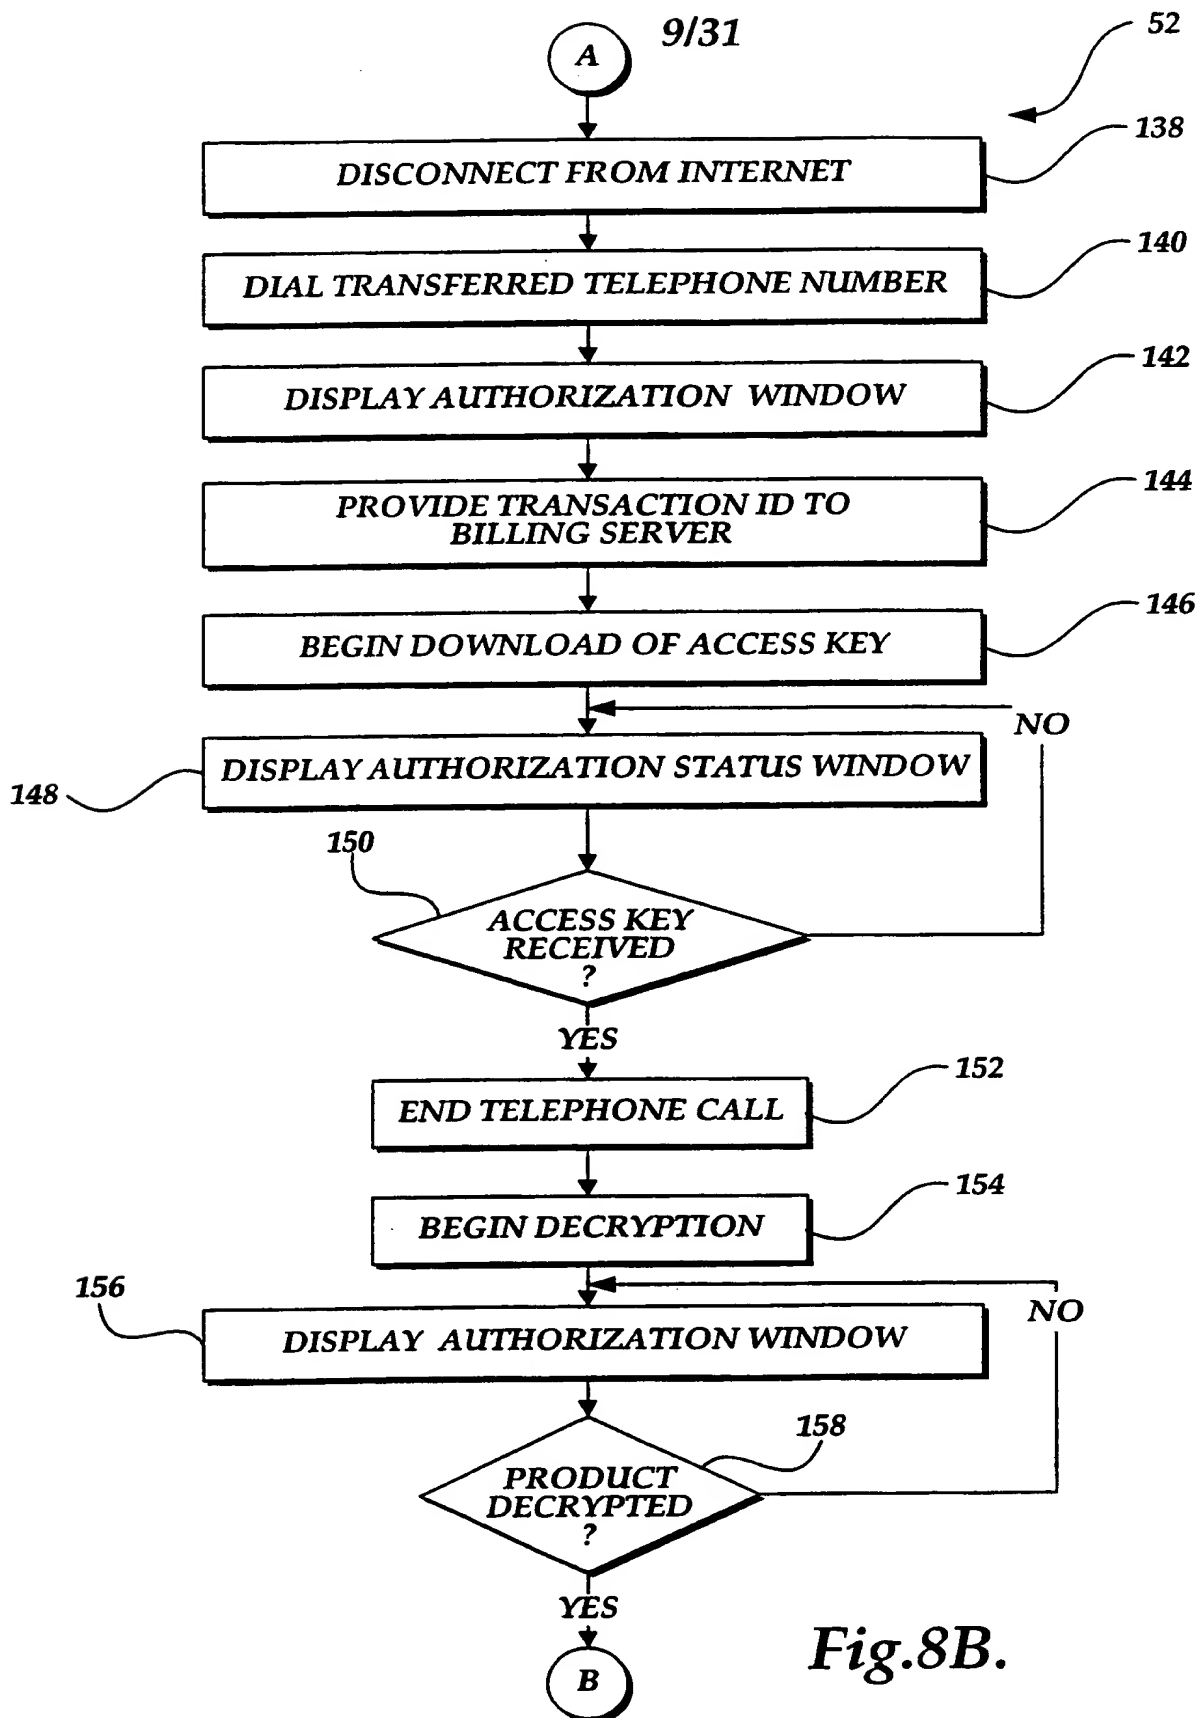 9/31
A
52
138
DISCONNECT FROM INTERNET
140
DIAL TRANSFERRED TELEPHONE NUMBER
142
DISPLAY AUTHORIZATION WINDOW
144
PROVIDE TRANSACTION ID TO
BILLING SERVER
146
BEGIN DOWNLOAD OF ACCESS KEY
NO
DISPLAY AUTHORIZATION STATUS WINDOW
148
150
ACCESS KEY
RECEIVED
?
YES
152
END TELEPHONE CALL
154
BEGIN DECRYPTION
156
NO
DISPLAY AUTHORIZATION WINDOW
158
PRODUCT
DECRYPTED
?
YES
B
Fig.8B.